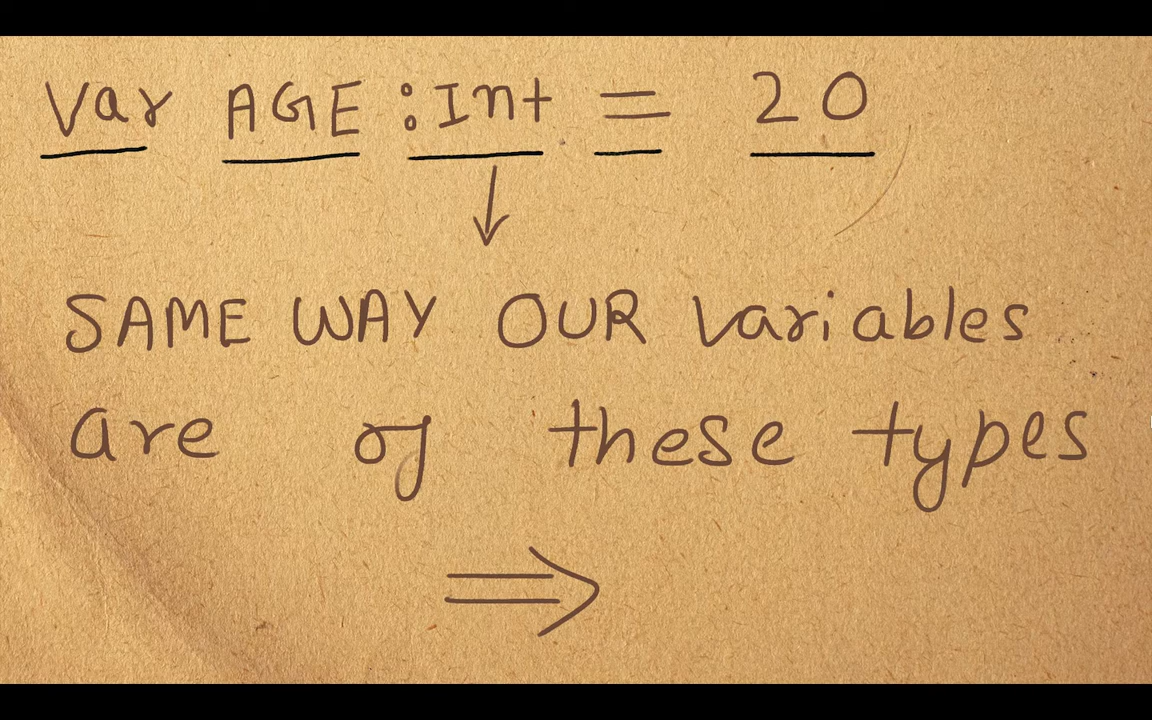 Var AGE :Int = 20
SAME WAY OUR Variables
are of these types